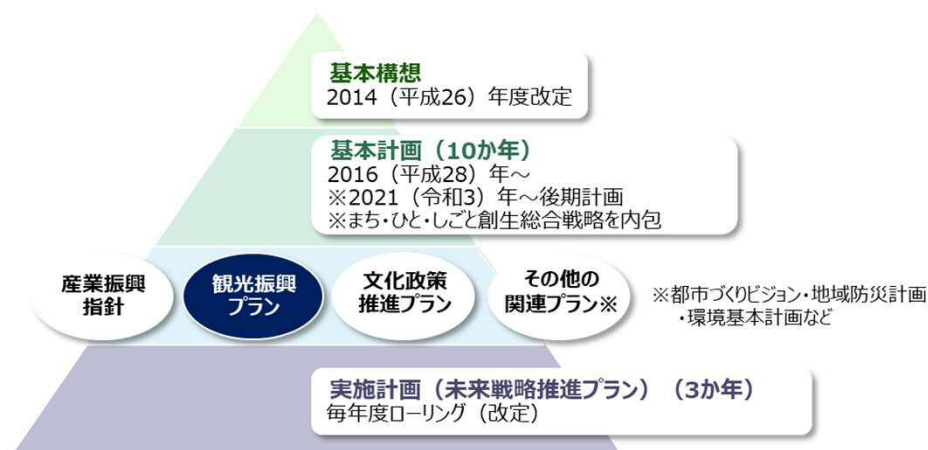 基本構想
2014（平成26）年度改定
基本計画（10か年）
2016（平成28）年～
※2021（令和3）年～後期計画
※まち・ひと・しごと創生総合戦略を内包
産業振興
指針
観光振興
プラン
文化政策
推進プラン
その他の
関連プラン※
※都市づくりビジョン・地域防災計画
・環境基本計画など
実施計画（未来戦略推進プラン）（3か年）
毎年度ローリング（改定）